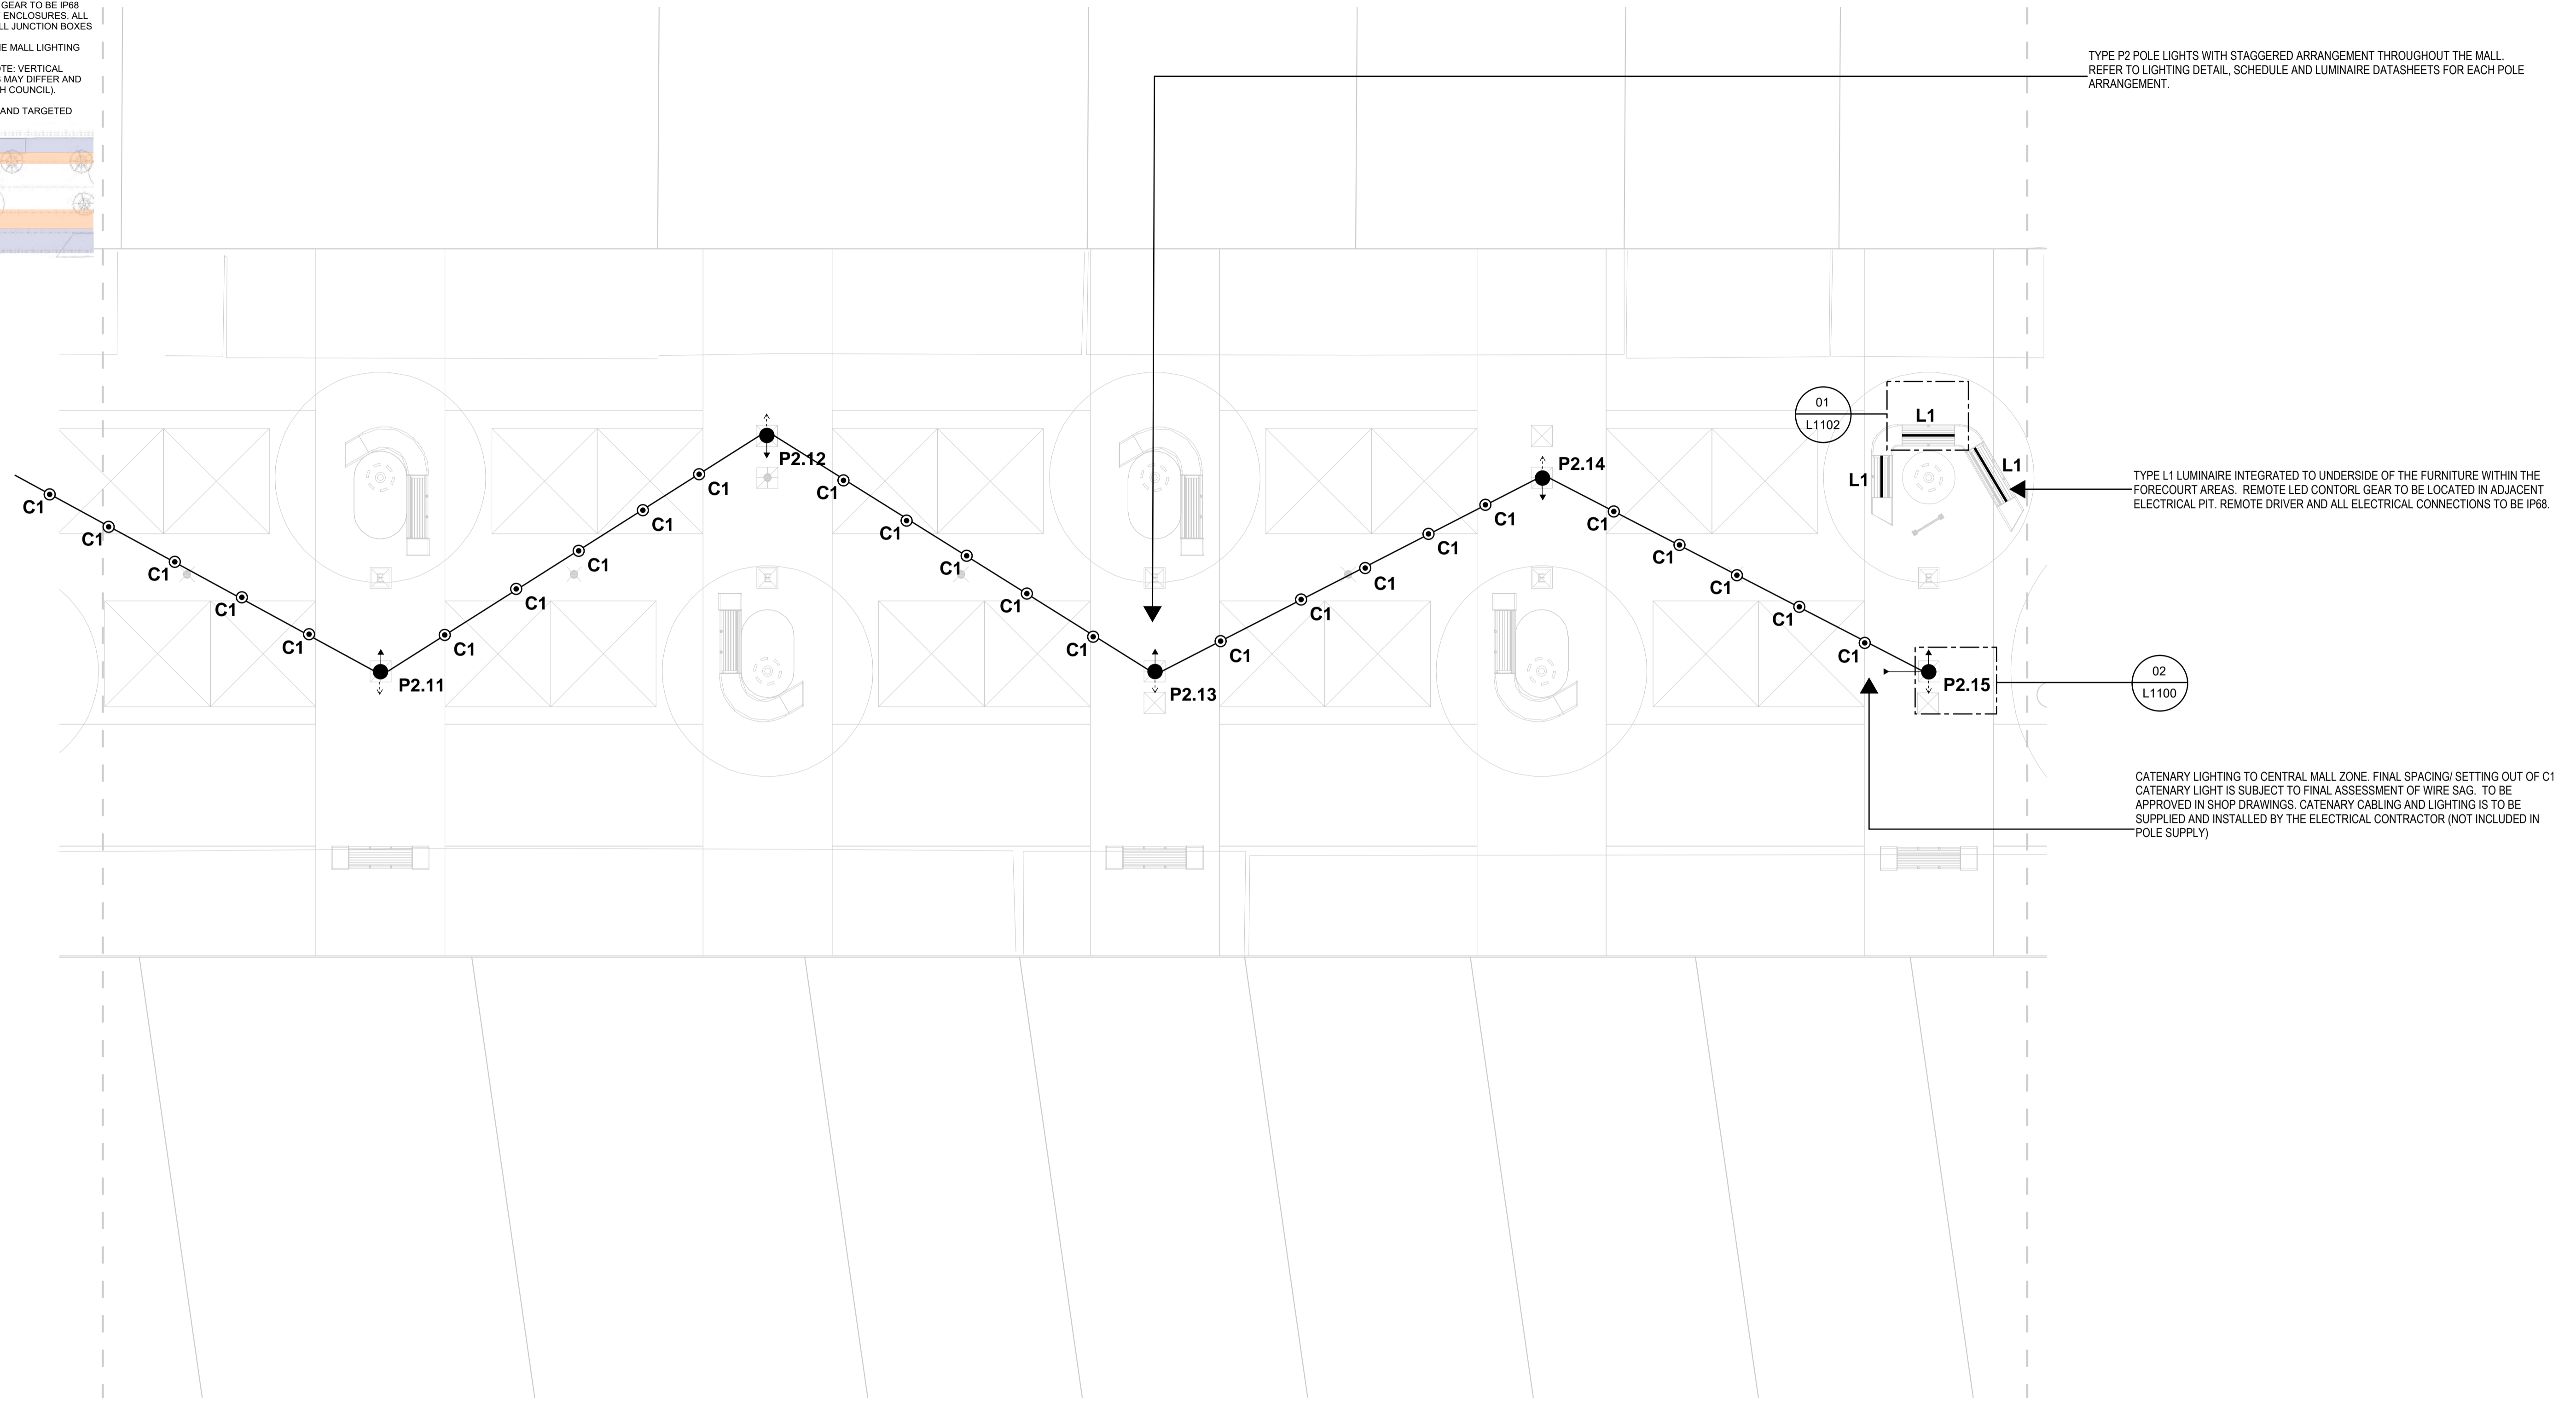 GEAR TO BE IP68
ENCLOSURES. ALL
LL JUNCTION BOXES
E MALL LIGHTING
TE: VERTICAL
MAY DIFFER AND
H COUNCIL).
AND TARGETED
TYPE P2 POLE LIGHTS WITH STAGGERED ARRANGEMENT THROUGHOUT THE MALL.
REFER TO LIGHTING DETAIL, SCHEDULE AND LUMINAIRE DATASHEETS FOR EACH POLE
ARRANGEMENT.
01
L1102
L1
L1
L1
TYPE L1 LUMINAIRE INTEGRATED TO UNDERSIDE OF THE FURNITURE WITHIN THE
FORECOURT AREAS. REMOTE LED CONTORL GEAR TO BE LOCATED IN ADJACENT
ELECTRICAL PIT. REMOTE DRIVER AND ALL ELECTRICAL CONNECTIONS TO BE IP68.
C1
C1
C1
C1
C1
P2.11
C1
C1
C1
C1
C1
P2.12
C1
C1
C1
C1
C1
P2.13
C1
C1
C1
C1
C1
P2.14
C1
C1
C1
C1
C1
P2.15
E
E
E
E
E
02
L1100
CATENARY LIGHTING TO CENTRAL MALL ZONE. FINAL SPACING/ SETTING OUT OF C1
CATENARY LIGHT IS SUBJECT TO FINAL ASSESSMENT OF WIRE SAG. TO BE
APPROVED IN SHOP DRAWINGS. CATENARY CABLING AND LIGHTING IS TO BE
SUPPLIED AND INSTALLED BY THE ELECTRICAL CONTRACTOR (NOT INCLUDED IN
POLE SUPPLY)